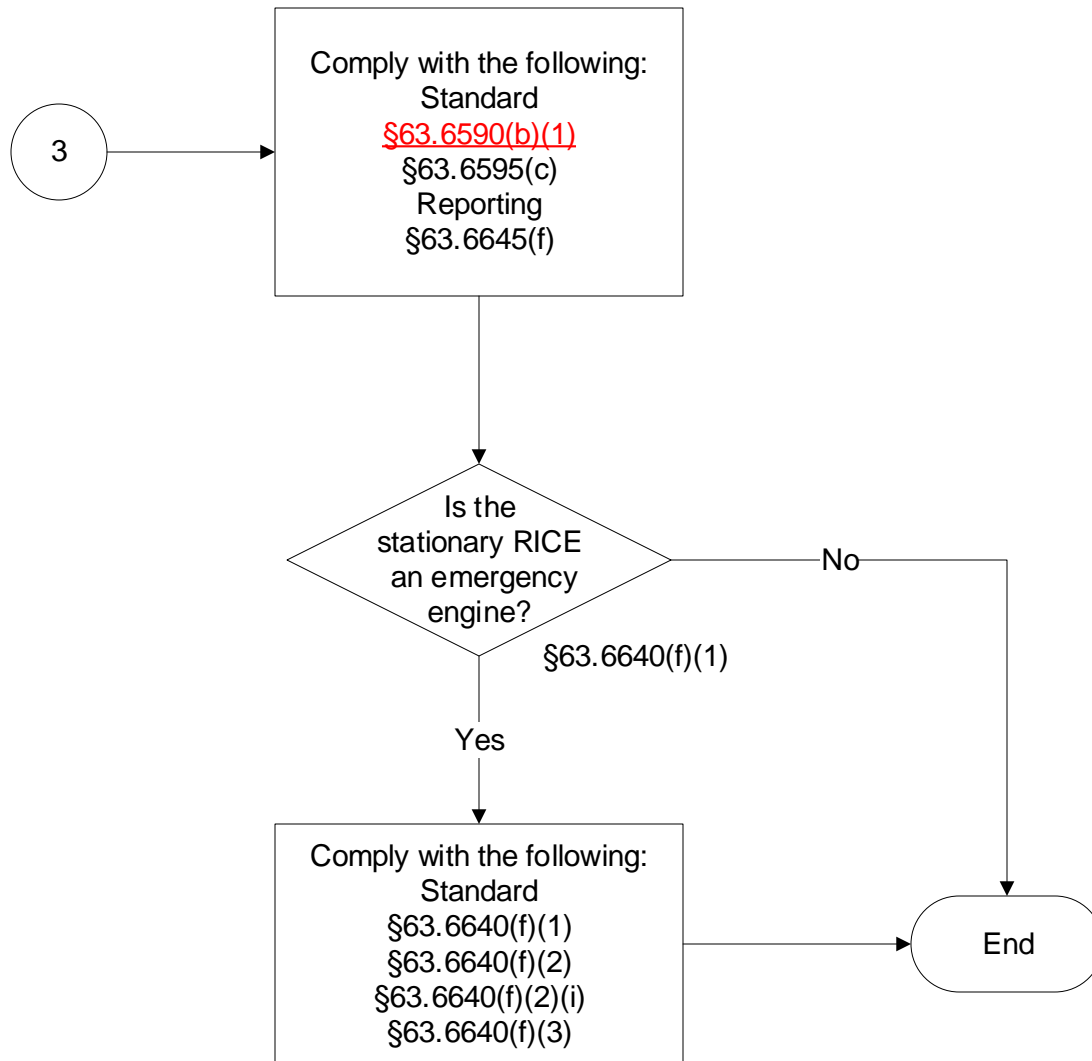 3
Comply with the following:
Standard
§63.6590(b)(1)
§63.6595(c)
Reporting
§63.6645(f)
Is the
stationary RICE
an emergency
engine?
No
§63.6640(f)(1)
Yes
Comply with the following:
Standard
§63.6640(f)(1)
§63.6640(f)(2)
§63.6640(f)(2)(i)
§63.6640(f)(3)
End